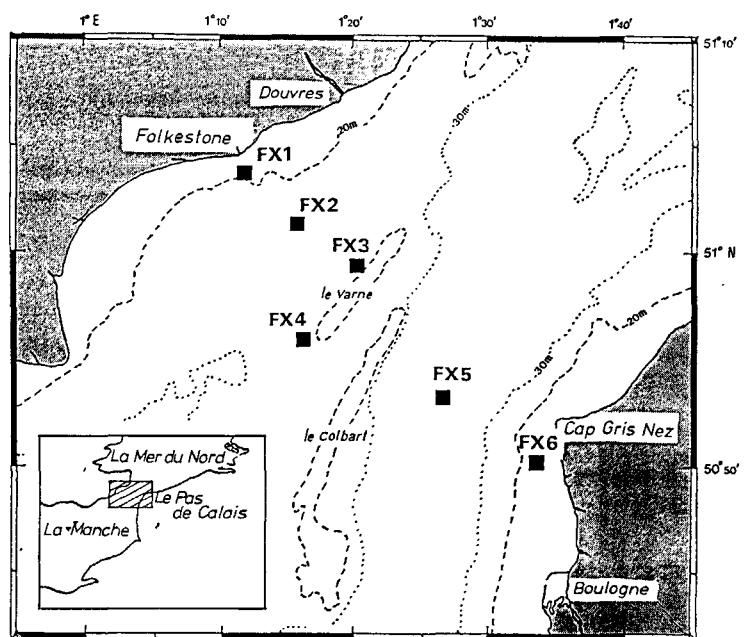 1° E 1° 10' 1° 20' 1° 30' 1° 40'
51° 10'
Douvres
20m
30m
Folkestone
FX1
FX2
FX3
51° N
le Varne
FX4
20m
30m
FX5
le Colbart
FX6
Cap Gris Nez
50° 50'
La Mer du Nord
Le Pas
de Calais
La Manche
Boulogne